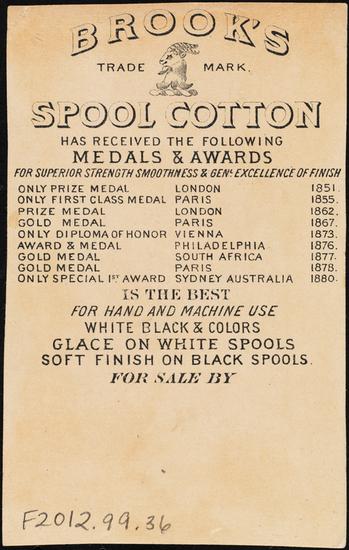 BROOK'S
TRADE MARK.
SPOOL COTTON
HAS RECEIVED THE FOLLOWING
MEDALS & AWARDS
FOR SUPERIOR STRENGTH SMOOTHNESS & GENL EXCELLENCE OF FINISH
ONLY PRIZE MEDAL LONDON 1851.
ONLY FIRST CLASS MEDAL PARIS 1855.
PRIZE MEDAL LONDON 1862.
GOLD MEDAL PARIS 1867.
ONLY DIPLOMA OF HONOR VIENNA 1873.
AWARD & MEDAL PHILADELPHIA 1876.
GOLD MEDAL SOUTH AFRICA 1877.
GOLD MEDAL PARIS 1878.
ONLY SPECIAL 1ST AWARD SYDNEY AUSTRALIA 1880.
IS THE BEST
FOR HAND AND MACHINE USE
WHITE BLACK & COLORS
GLACE ON WHITE SPOOLS
SOFT FINISH ON BLACK SPOOLS.
FOR SALE BY
F2012.99.36